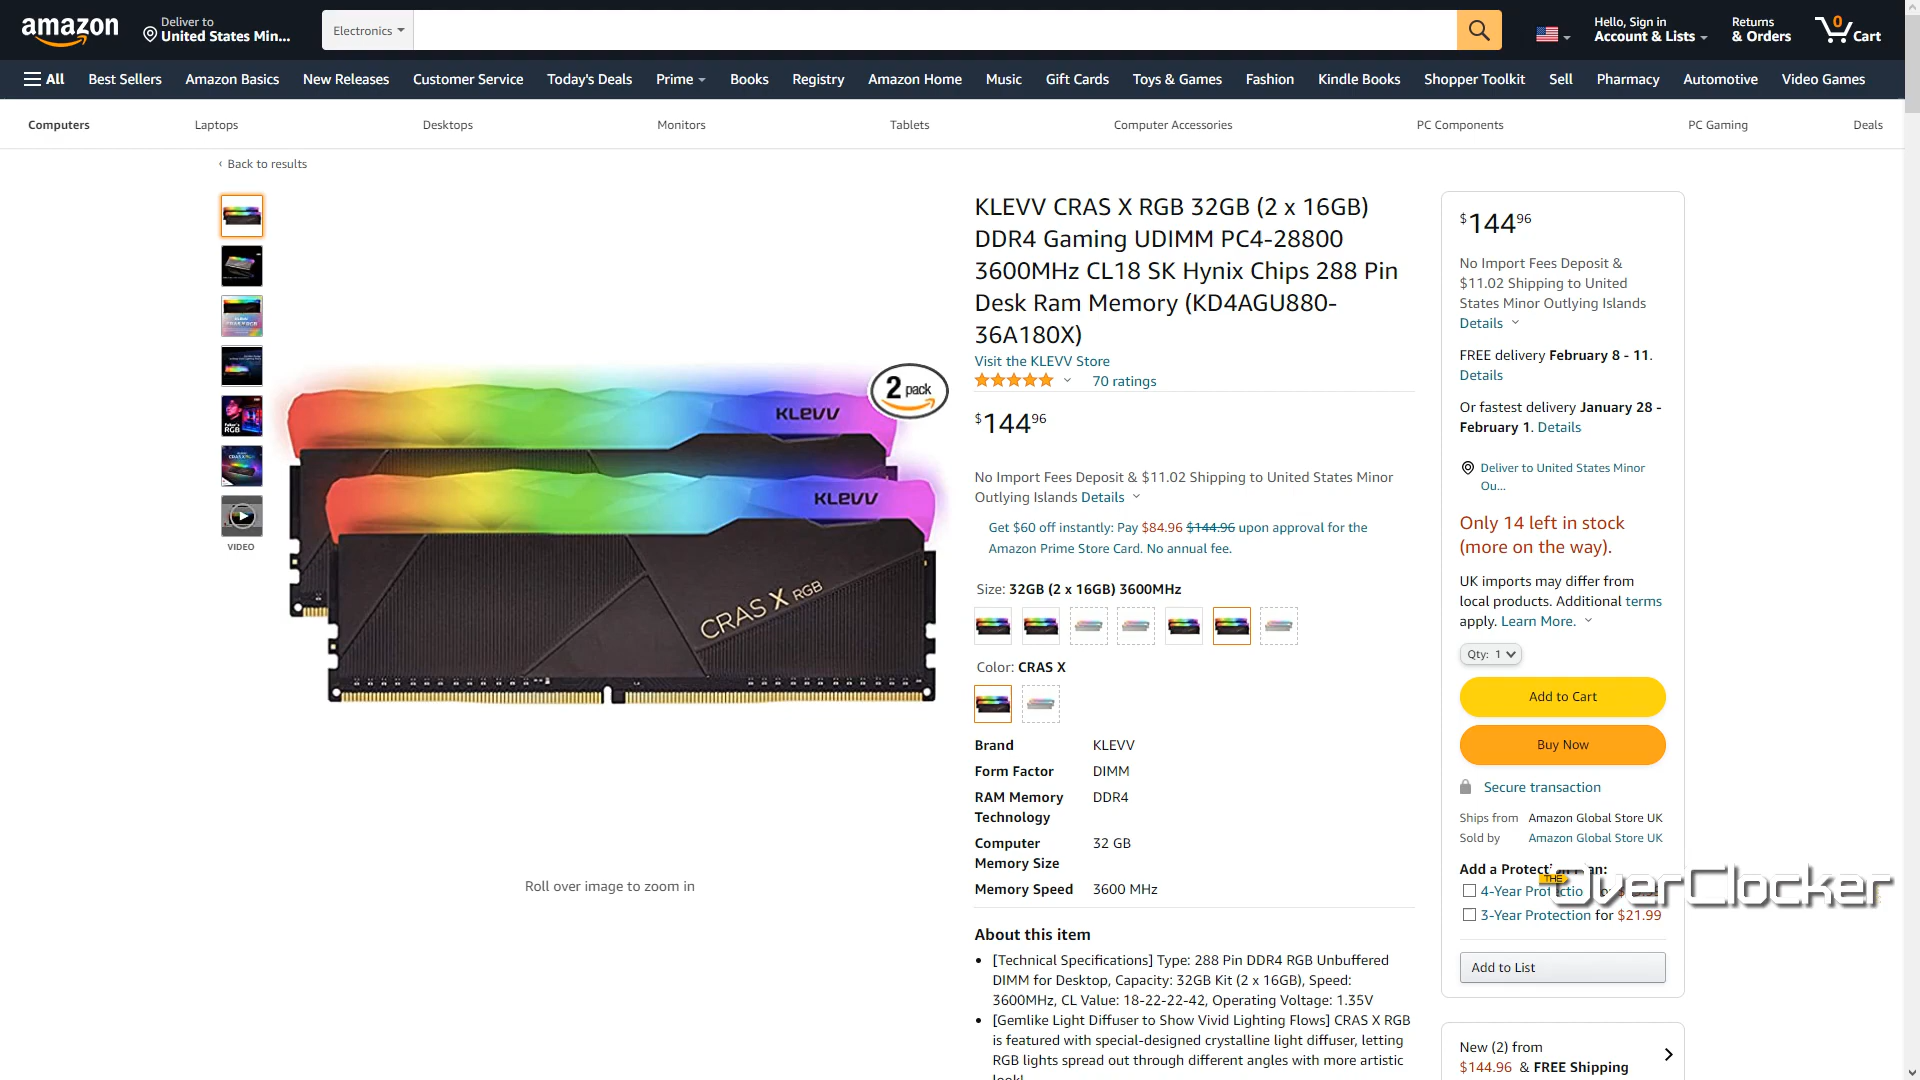 amazon
Deliver to
United States Min...
Electronics
Hello, Sign in
Account & Lists
Returns
& Orders
0
Cart
All
Best Sellers
Amazon Basics
New Releases
Customer Service
Today's Deals
Prime
Books
Registry
Amazon Home
Music
Gift Cards
Toys & Games
Fashion
Kindle Books
Shopper Toolkit
Sell
Pharmacy
Automotive
Video Games
Computers
Laptops
Desktops
Monitors
Tablets
Computer Accessories
PC Components
PC Gaming
Deals
‹ Back to results
VIDEO
KLEVV
KLEVV
CRAS X RGB
2 pack
Roll over image to zoom in
KLEVV CRAS X RGB 32GB (2 x 16GB)
DDR4 Gaming UDIMM PC4-28800
3600MHz CL18 SK Hynix Chips 288 Pin
Desk Ram Memory (KD4AGU880-
36A180X)
Visit the KLEVV Store
70 ratings
$144 96
No Import Fees Deposit & $11.02 Shipping to United States Minor
Outlying Islands Details
Get $60 off instantly: Pay $84.96 $144.96 upon approval for the
Amazon Prime Store Card. No annual fee.
Size: 32GB (2 x 16GB) 3600MHz
Color: CRAS X
Brand KLEVV
Form Factor DIMM
RAM Memory DDR4
Technology
Computer 32 GB
Memory Size
Memory Speed 3600 MHz
About this item
• [Technical Specifications] Type: 288 Pin DDR4 RGB Unbuffered
DIMM for Desktop, Capacity: 32GB Kit (2 x 16GB), Speed:
3600MHz, CL Value: 18-22-22-42, Operating Voltage: 1.35V
• [Gemlike Light Diffuser to Show Vivid Lighting Flows] CRAS X RGB
is featured with special-designed crystalline light diffuser, letting
RGB lights spread out through different angles with more artistic
look!
$144 96
No Import Fees Deposit &
$11.02 Shipping to United
States Minor Outlying Islands
Details
FREE delivery February 8 - 11.
Details
Or fastest delivery January 28 -
February 1. Details
Deliver to United States Minor
Ou...
Only 14 left in stock
(more on the way).
UK imports may differ from
local products. Additional terms
apply. Learn More.
Qty: 1
Add to Cart
Buy Now
Secure transaction
Ships from Amazon Global Store UK
Sold by Amazon Global Store UK
Add a Protection Plan:
4-Year Protectio
THE OverClocker
3-Year Protection for $21.99
Add to List
New (2) from
$144.96 & FREE Shipping